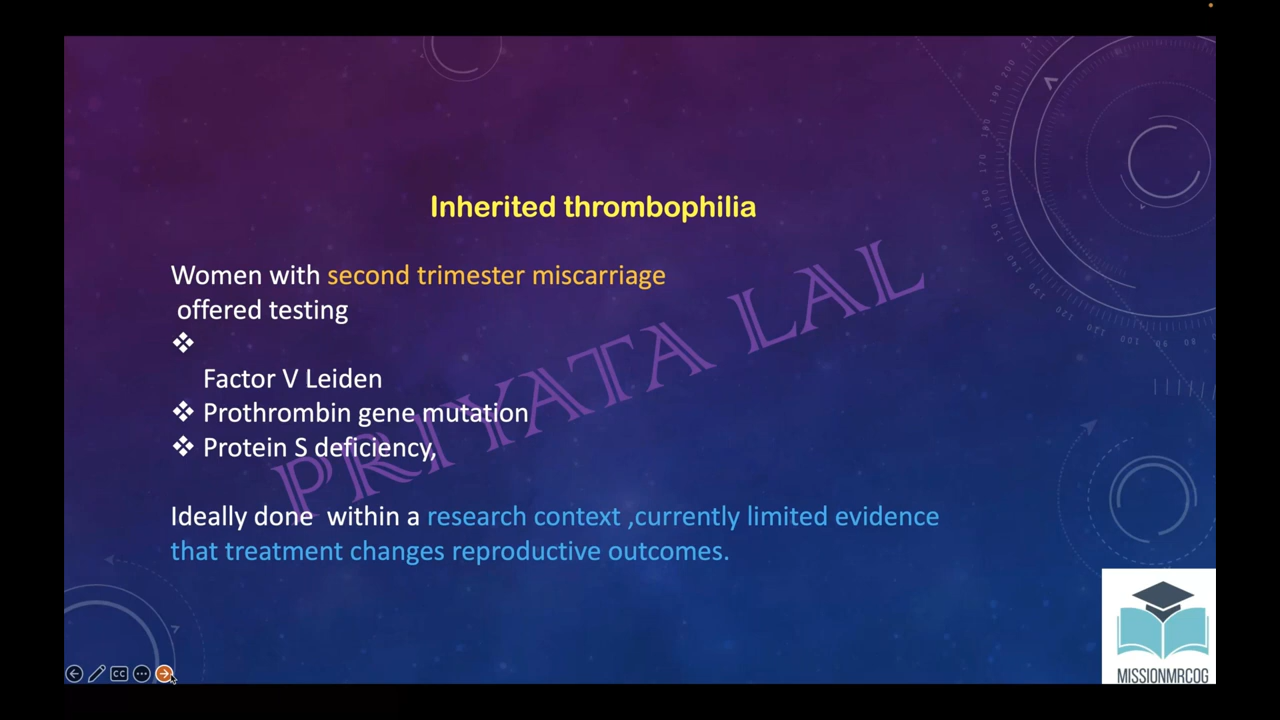 Inherited thrombophilia
Women with second trimester miscarriage
offered testing
❖
Factor V Leiden
❖ Prothrombin gene mutation
❖ Protein S deficiency,
PRIYATA LAL
Ideally done within a research context ,currently limited evidence
that treatment changes reproductive outcomes.
MISSIONMRCOG
CC